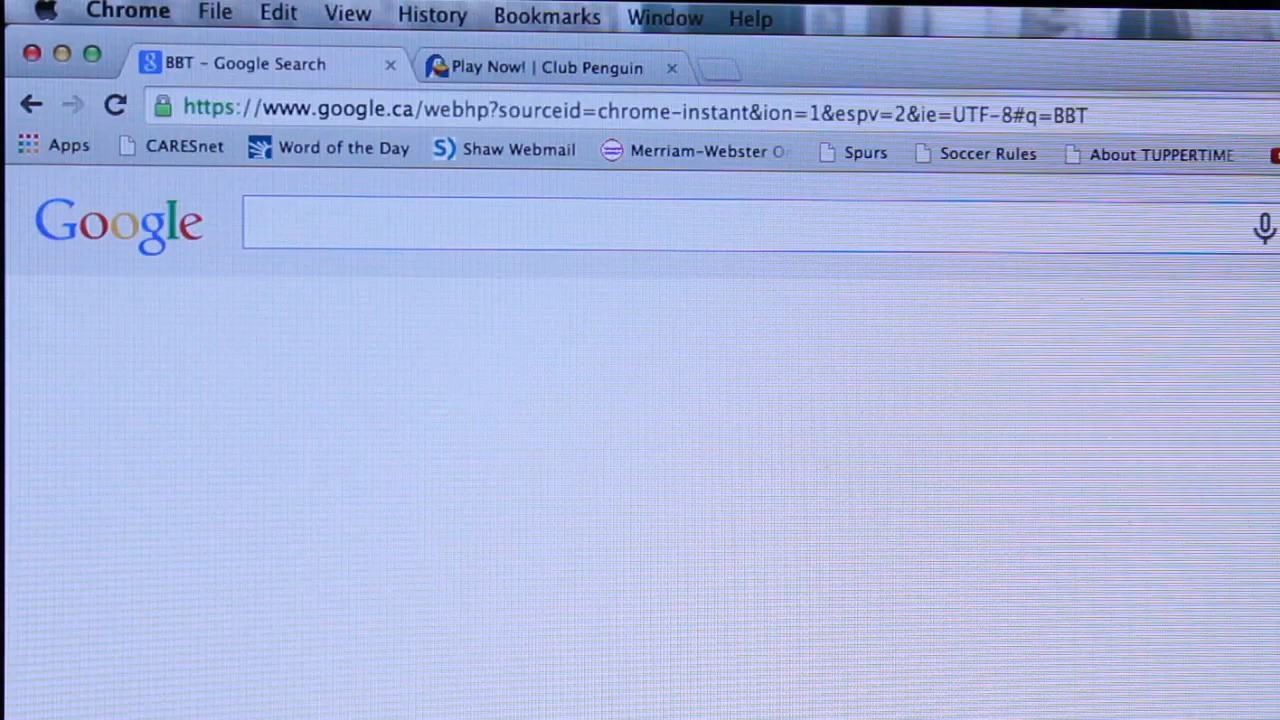 Chrome File Edit View History Bookmarks Window Help
BBT - Google Search Play Now! | Club Penguin
https://www.google.ca/webhp?sourceid=chrome-instant&ion=1&espv=2&ie=UTF-8#q=BBT
Apps CARESnet Word of the Day Shaw Webmail Merriam-Webster O Spurs Soccer Rules About TUPPERTIME
Google